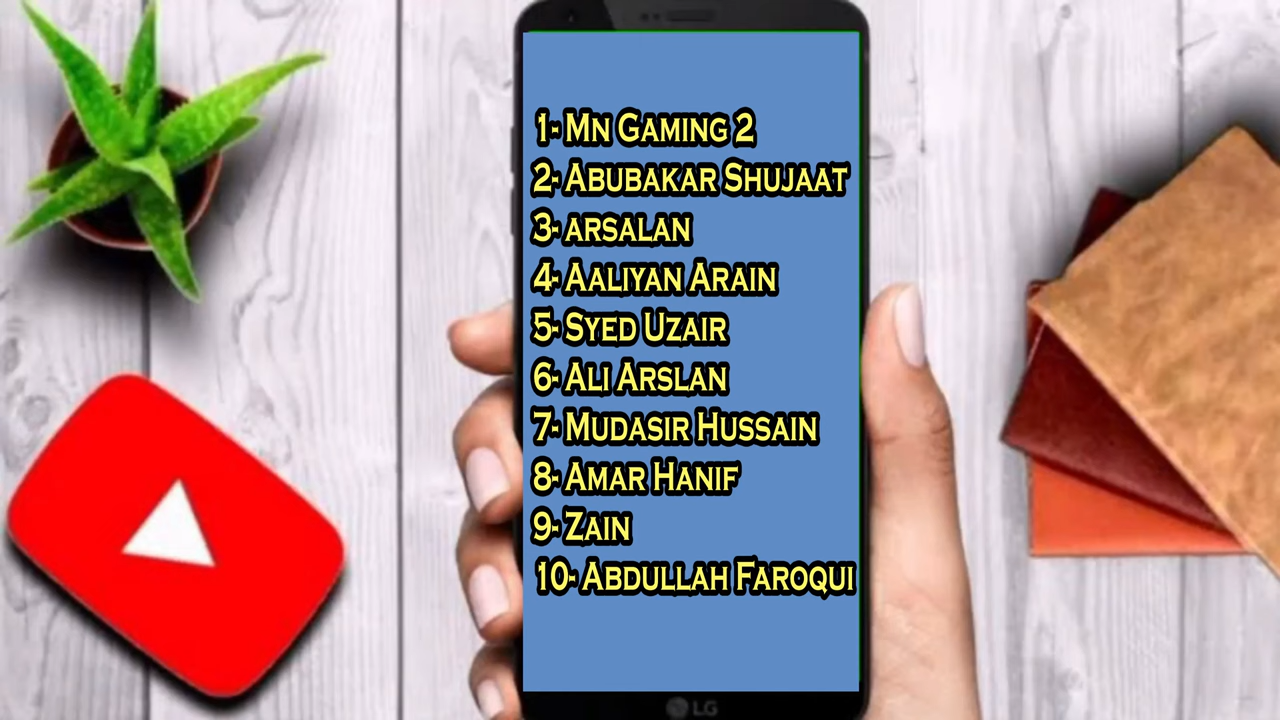 1- Mn Gaming 2
2- Abubakar Shujaat
3- arsalan
4- Aaliyan Arain
5- Syed Uzair
6- Ali Arslan
7- Mudasir Hussain
8- Amar Hanif
9- Zain
10- Abdullah Faroqui
LG